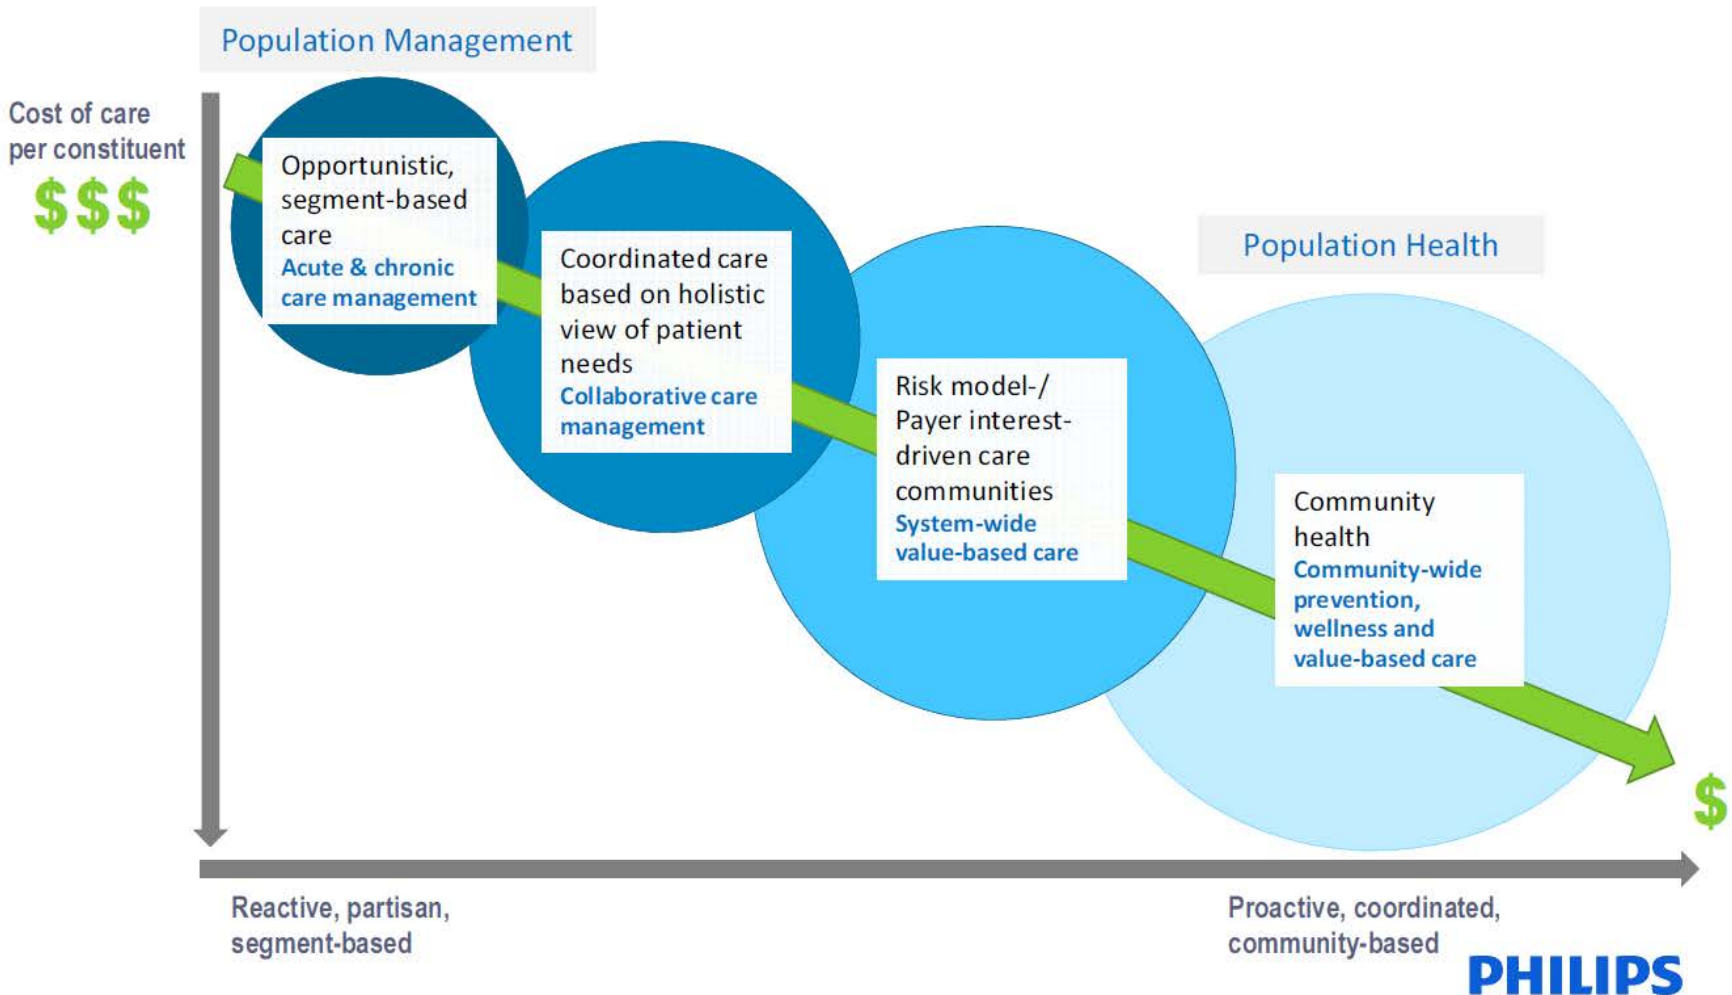 Population Management
Cost of care
per constituent
$$$
Opportunistic,
segment-based
care
Acute & chronic
care management
Coordinated care
based on holistic
view of patient
needs
Collaborative care
management
Population Health
Risk model-/
Payer interest-
driven care
communities
System-wide
value-based care
Community
health
Community-wide
prevention,
wellness and
value-based care
$
Reactive, partisan,
segment-based
Proactive, coordinated,
community-based
PHILIPS